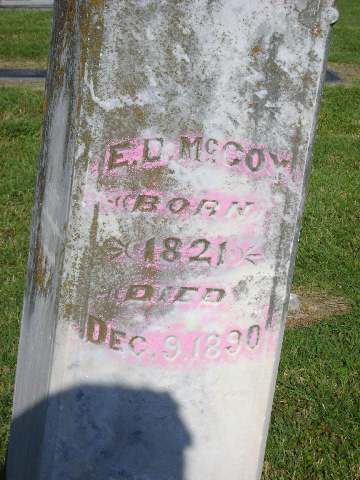 E.D. McCOY
BORN
1821
DIED
DEC. 9, 1890